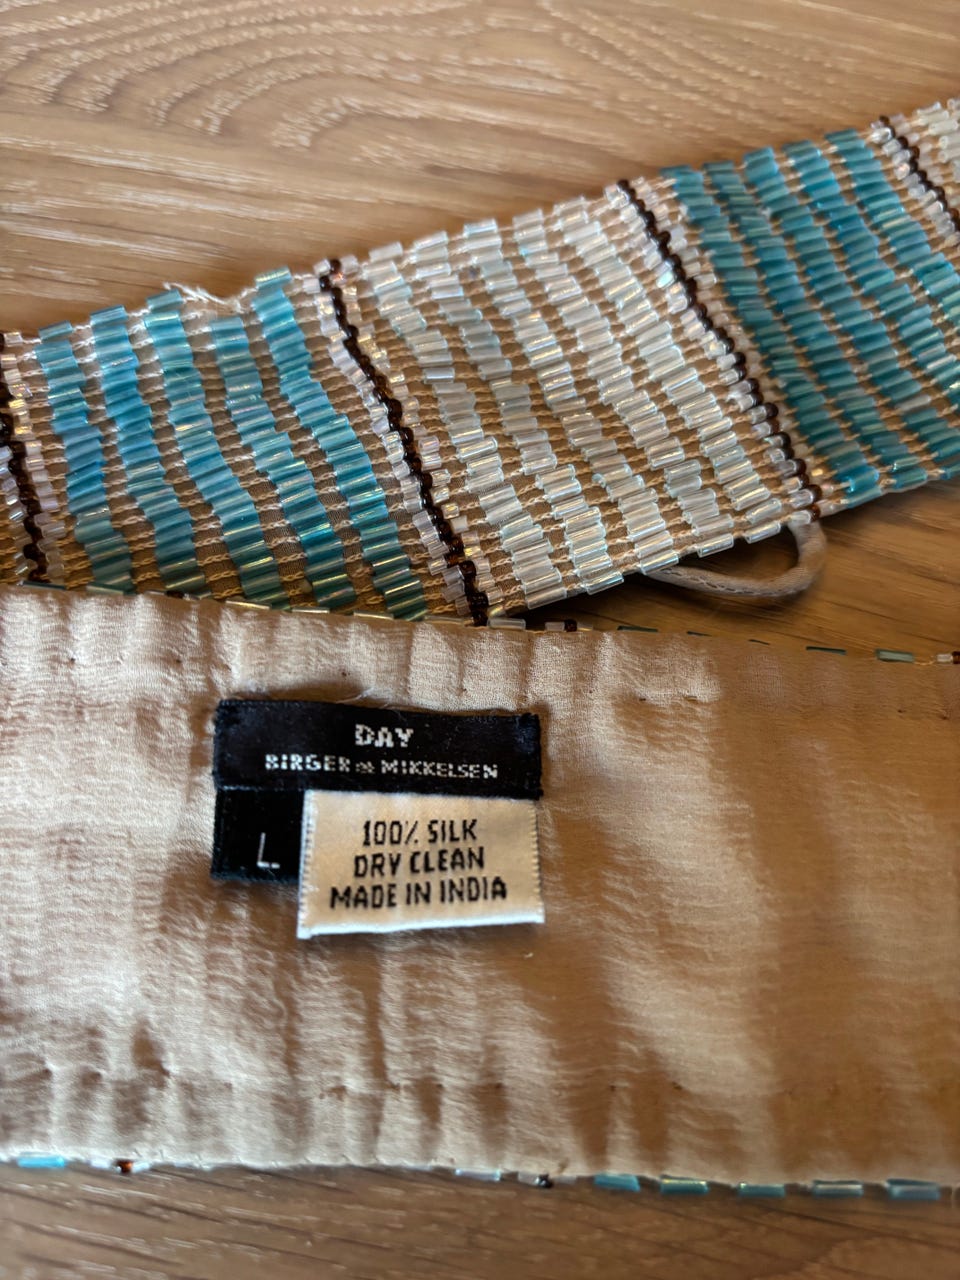 DAY
BIRGER et MIKKELSEN
L
100% SILK
DRY CLEAN
MADE IN INDIA